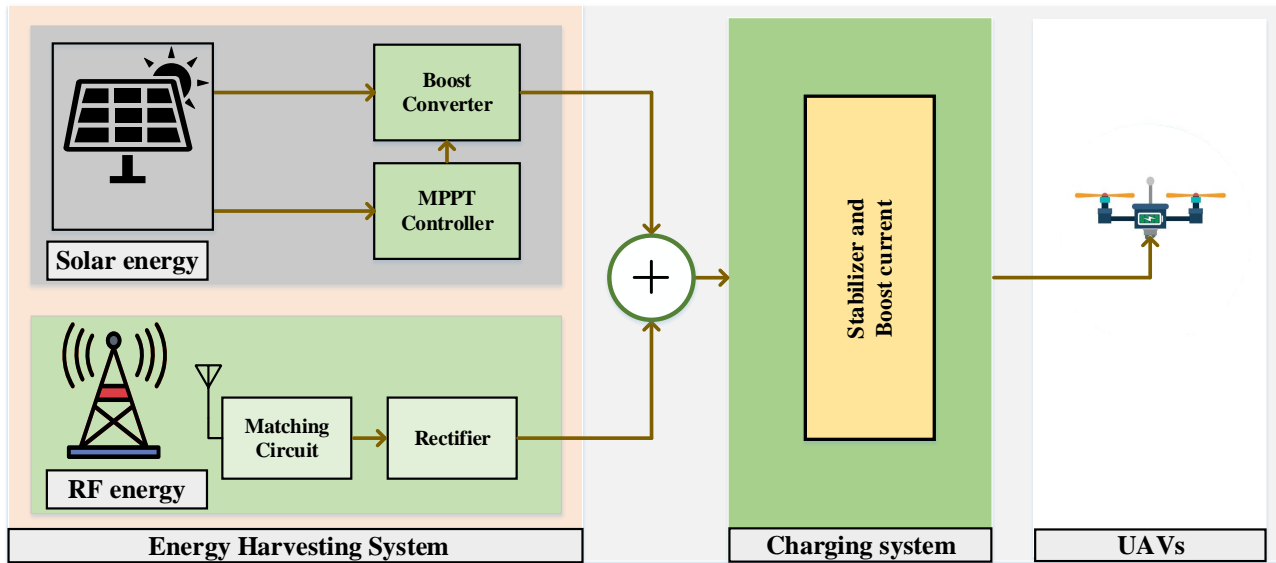 Boost
Converter
MPPT
Controller
Solar energy
Matching
Circuit
Rectifier
RF energy
Energy Harvesting System
Stabilizer and
Boost current
Charging system
UAVs